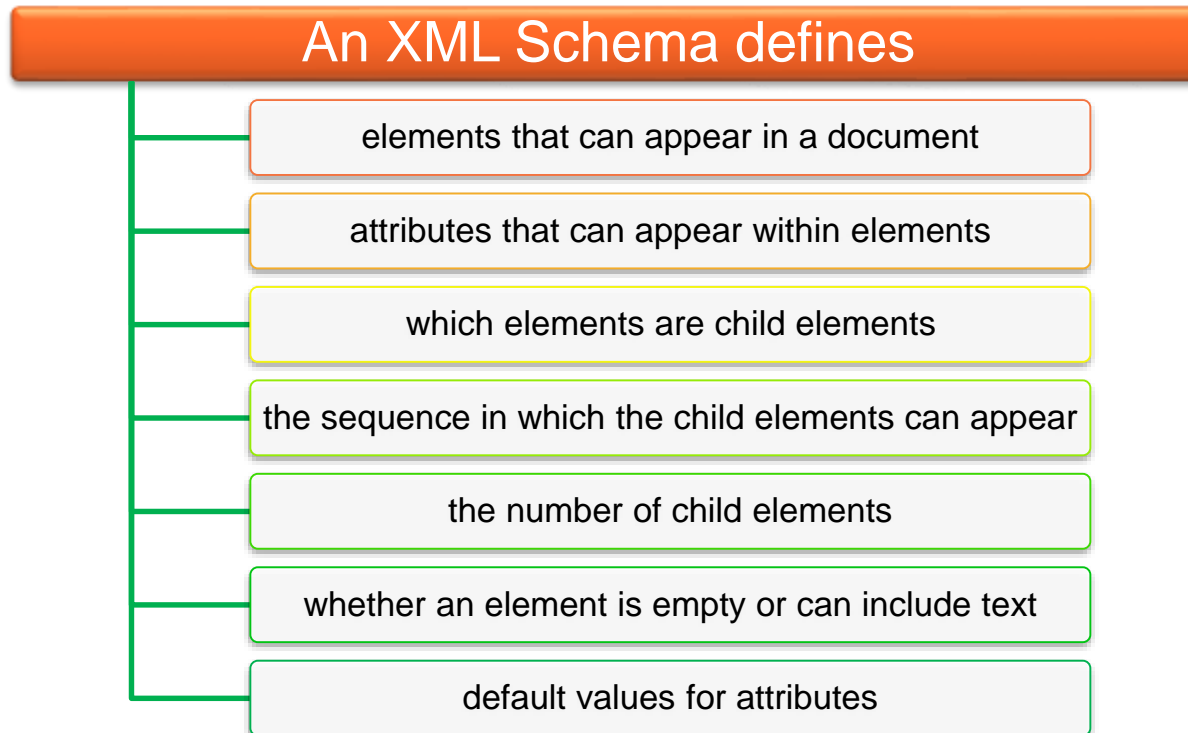 An XML Schema defines
elements that can appear in a document
attributes that can appear within elements
which elements are child elements
the sequence in which the child elements can appear
the number of child elements
whether an element is empty or can include text
default values for attributes